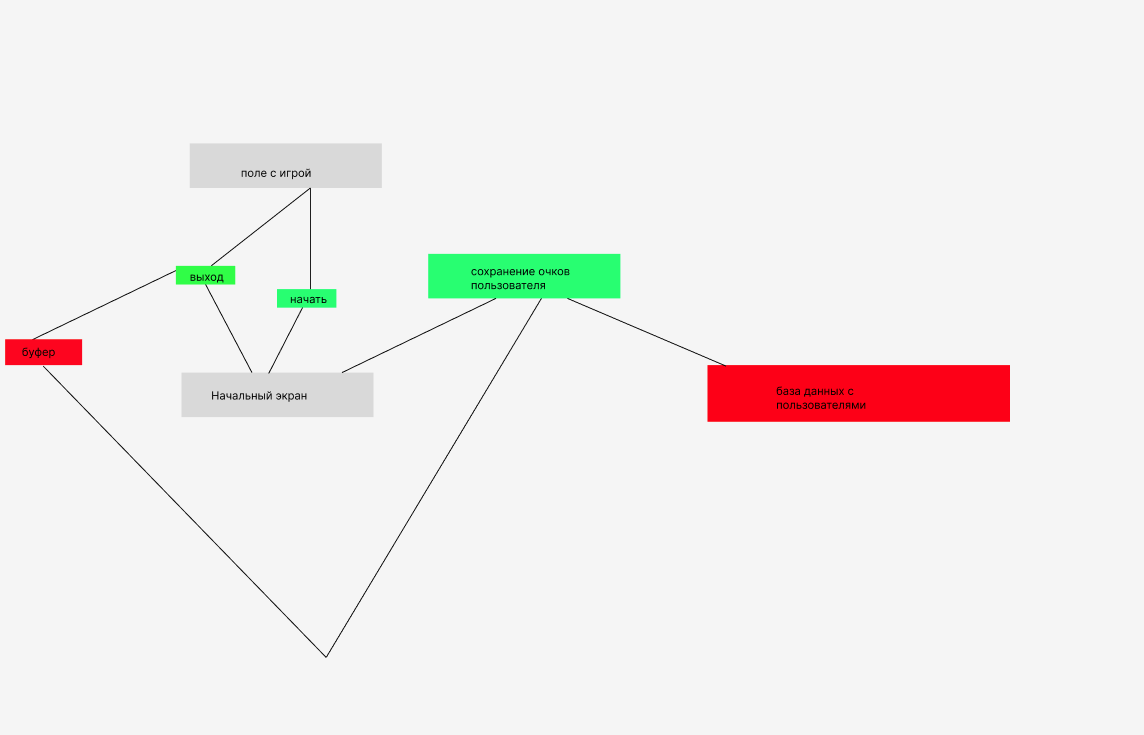 поле с игрой
выход
начать
сохранение очков
пользователя
буфер
Начальный экран
база данных с
пользователями